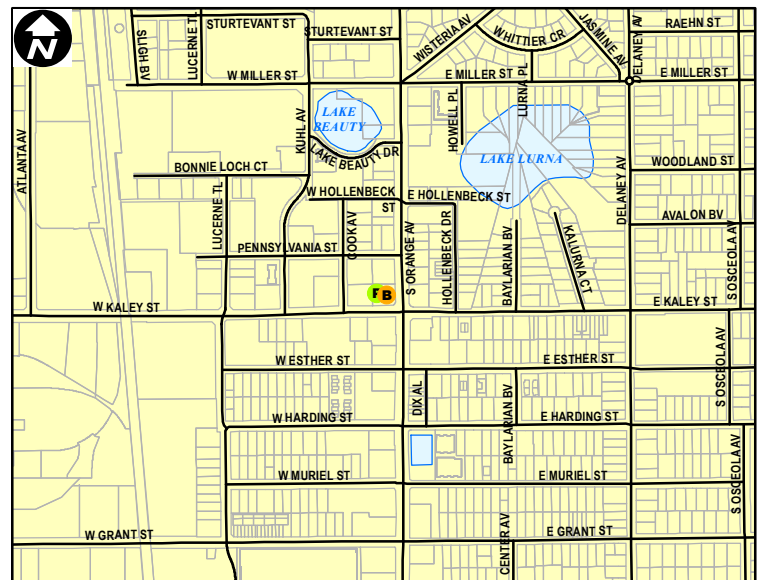 N
STURTEVANT ST
STURTEVANT ST
SLIGH BV
LUCERNE TL
WISTERIA AV
WHITTIER CR
JASMINE AV
DELANEY AV
RAEHN ST
W MILLER ST
E MILLER ST
E MILLER ST
LURNA PL
HOWELL PL
ATLANTA AV
KUHL AV
LAKE
BEAUTY
LAKE BEAUTY DR
LAKE LURNA
WOODLAND ST
BONNIE LOCH CT
W HOLLENBECK
ST
E HOLLENBECK ST
DELANEY AV
AVALON BV
LUCERNE TL
COOK AV
PENNSYLVANIA ST
S ORANGE AV
HOLLENBECK DR
BAYLARIAN BV
KALURNA CT
S OSCEOLA AV
F
B
W KALEY ST
E KALEY ST
W ESTHER ST
E ESTHER ST
S OSCEOLA AV
DIX AL
BAYLARIAN BV
W HARDING ST
E HARDING ST
W MURIEL ST
E MURIEL ST
S OSCEOLA AV
W GRANT ST
E GRANT ST
CENTER AV